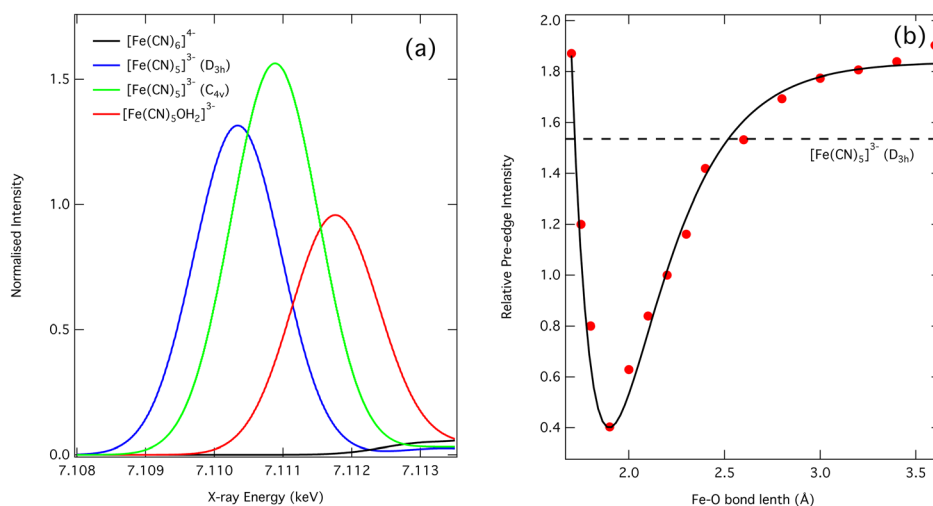 (a)
[Fe(CN)₆]⁴⁻
[Fe(CN)₅]³⁻ (D₃ₕ)
[Fe(CN)₅]³⁻ (C₄ᵥ)
[Fe(CN)₅OH₂]³⁻
Normalised Intensity
1.5
1.0
0.5
0.0
7.108
7.109
7.110
7.111
7.112
7.113
X-ray Energy (keV)
(b)
Relative Pre-edge Intensity
1.8
1.6
1.4
1.2
1.0
0.8
0.6
0.4
[Fe(CN)₅]³⁻ (D₃ₕ)
2.0
2.5
3.0
3.5
Fe-O bond lenth (Å)